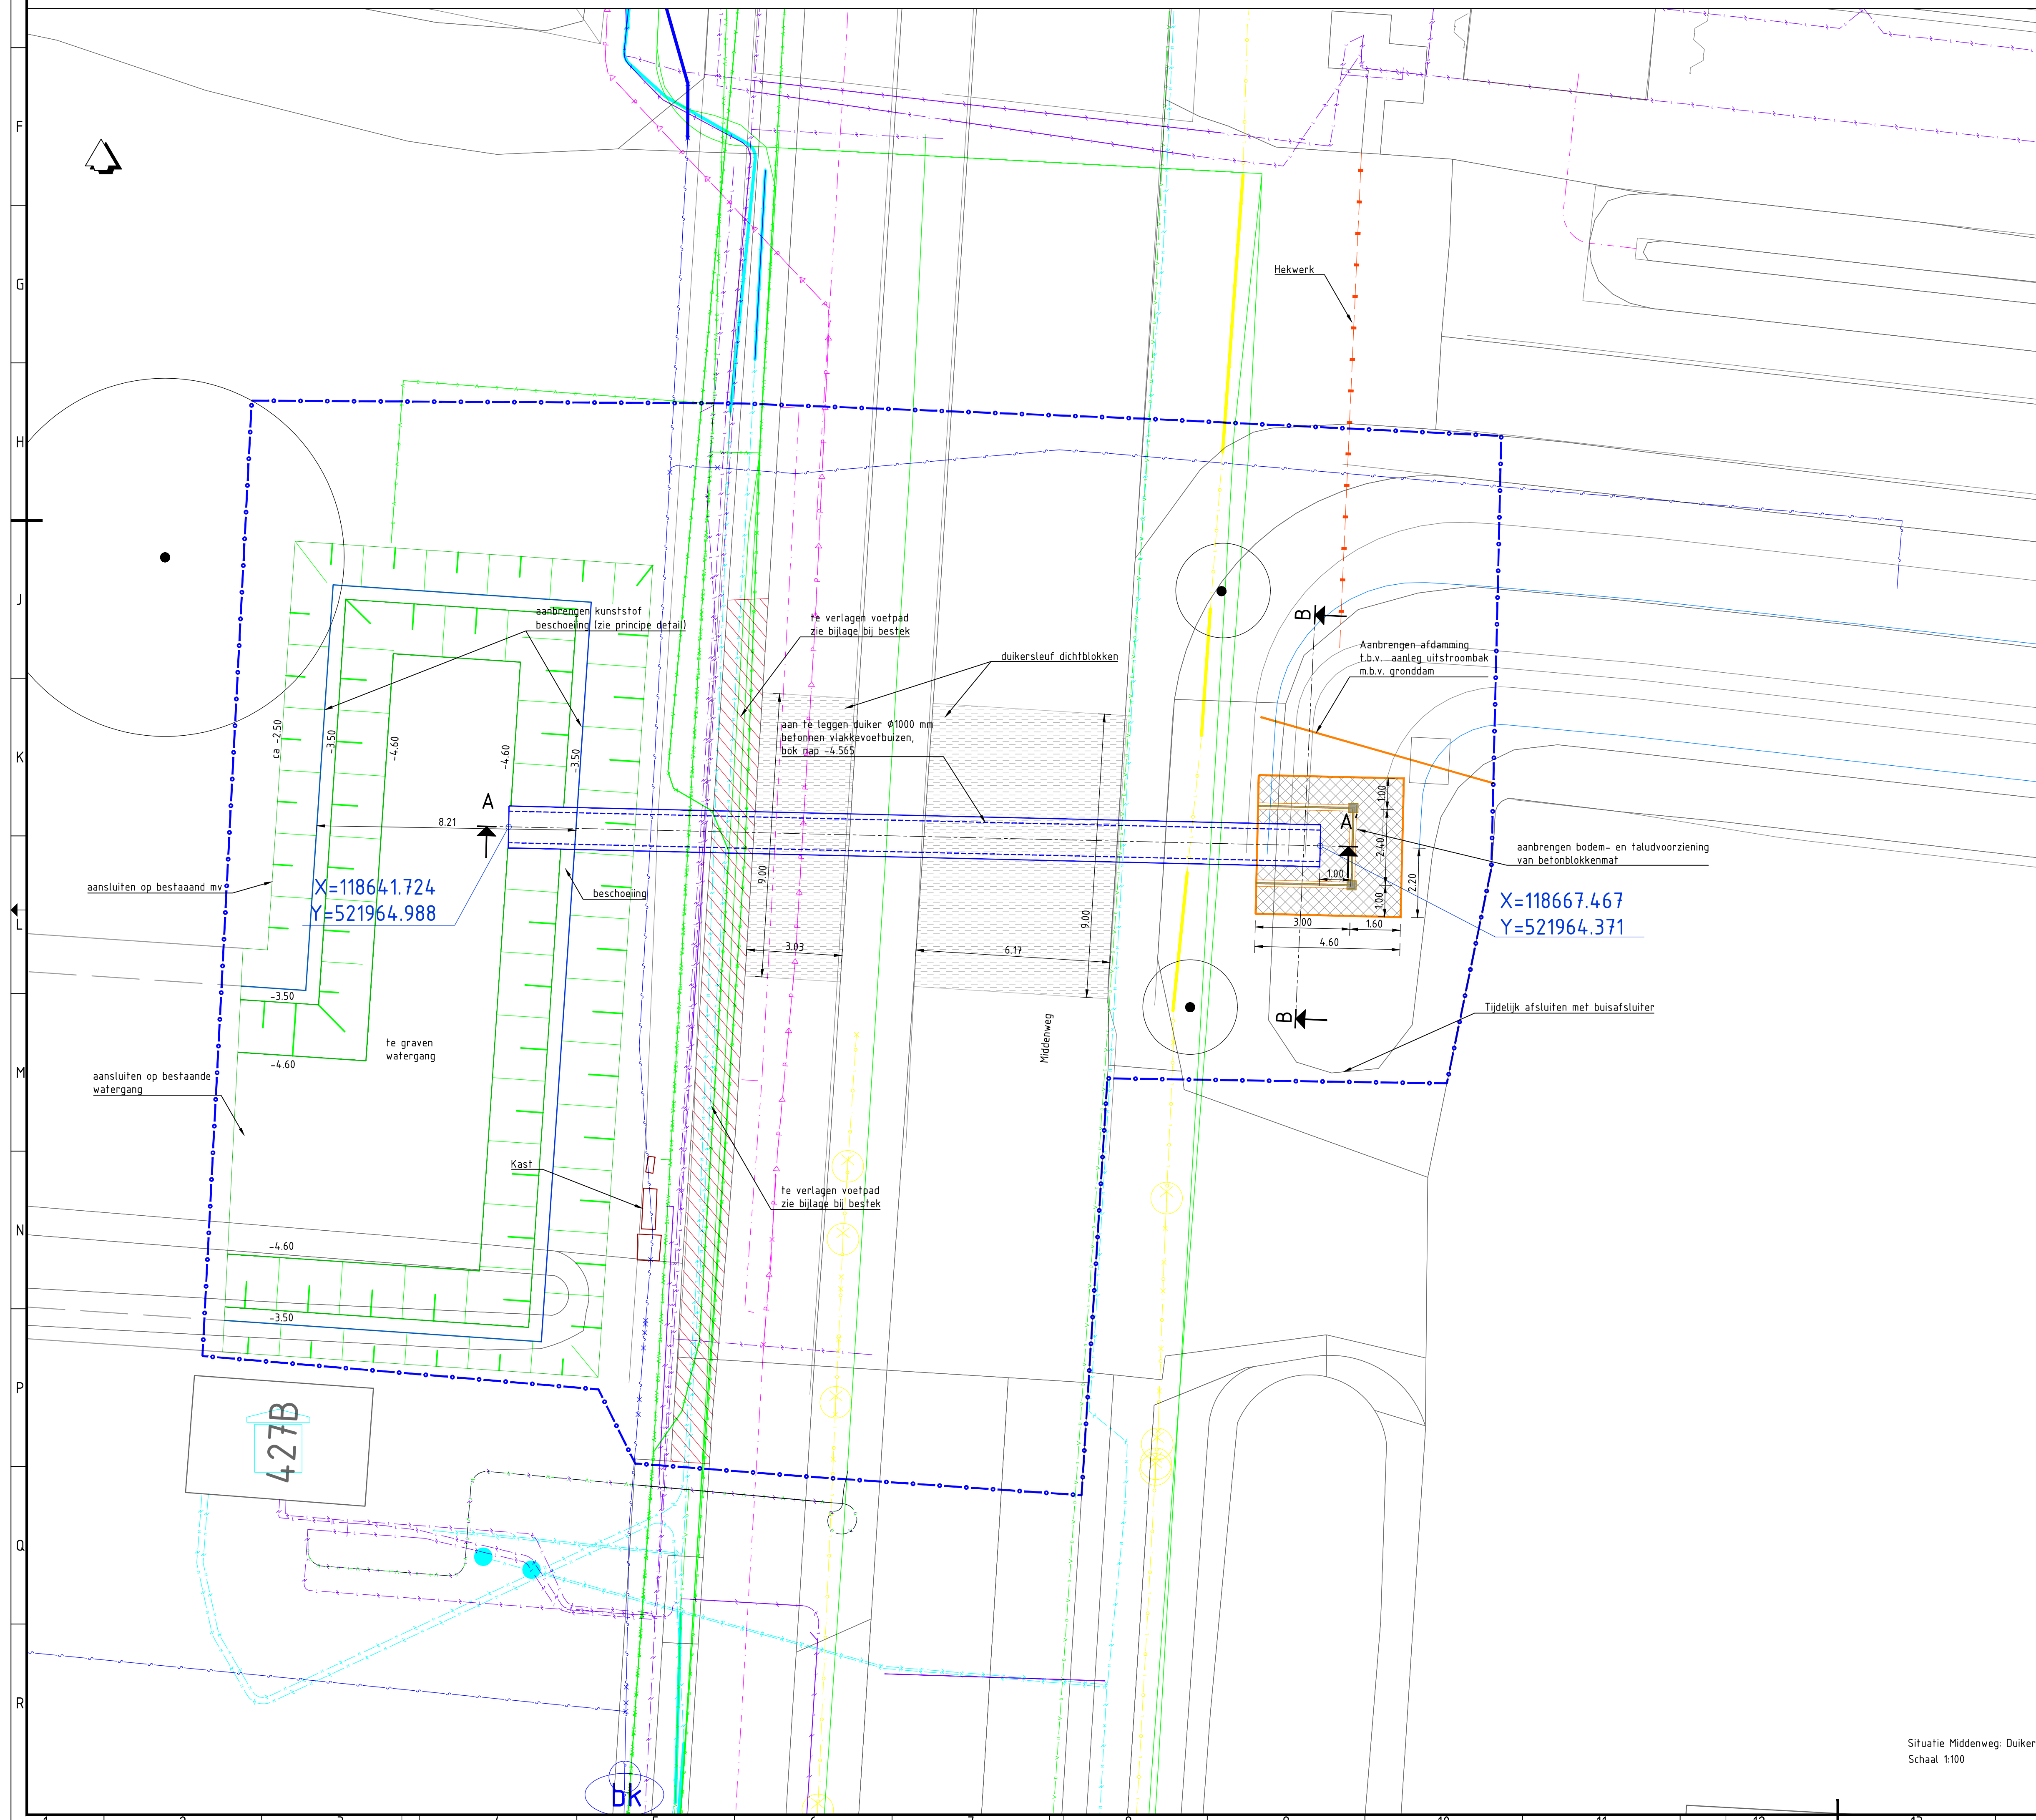 F
G
H
J
K
L
M
N
P
Q
R
Hekwerk
aanbrengen kunststof
beschoeiing (zie principe detail)
te verlagen voetpad
zie bijlage bij bestek
duikersleuf dichtblokken
aan te leggen duiker Ø1000 mm
betonnen vlakkevoetbuizen,
bok nap -4.565
B
Aanbrengen afdamming
t.b.v. aanleg uitstroombak
m.b.v. gronddam
ca -2.50
-3.50
-4.60
-4.60
-3.50
A
8.21
9.00
3.03
6.17
9.00
A'
1.00
2.40
1.00
1.00
2.20
3.00
1.60
4.60
aanbrengen bodem- en taludvoorziening
van betonblokkenmat
aansluiten op bestaaand mv
X=118641.724
Y=521964.988
beschoeiing
X=118667.467
Y=521964.371
-3.50
-4.60
te graven
watergang
aansluiten op bestaande
watergang
Middenweg
B
Tijdelijk afsluiten met buisafsluiter
Kast
te verlagen voetpad
zie bijlage bij bestek
-4.60
-3.50
427B
bk
Situatie Middenweg: Duiker
Schaal 1:100